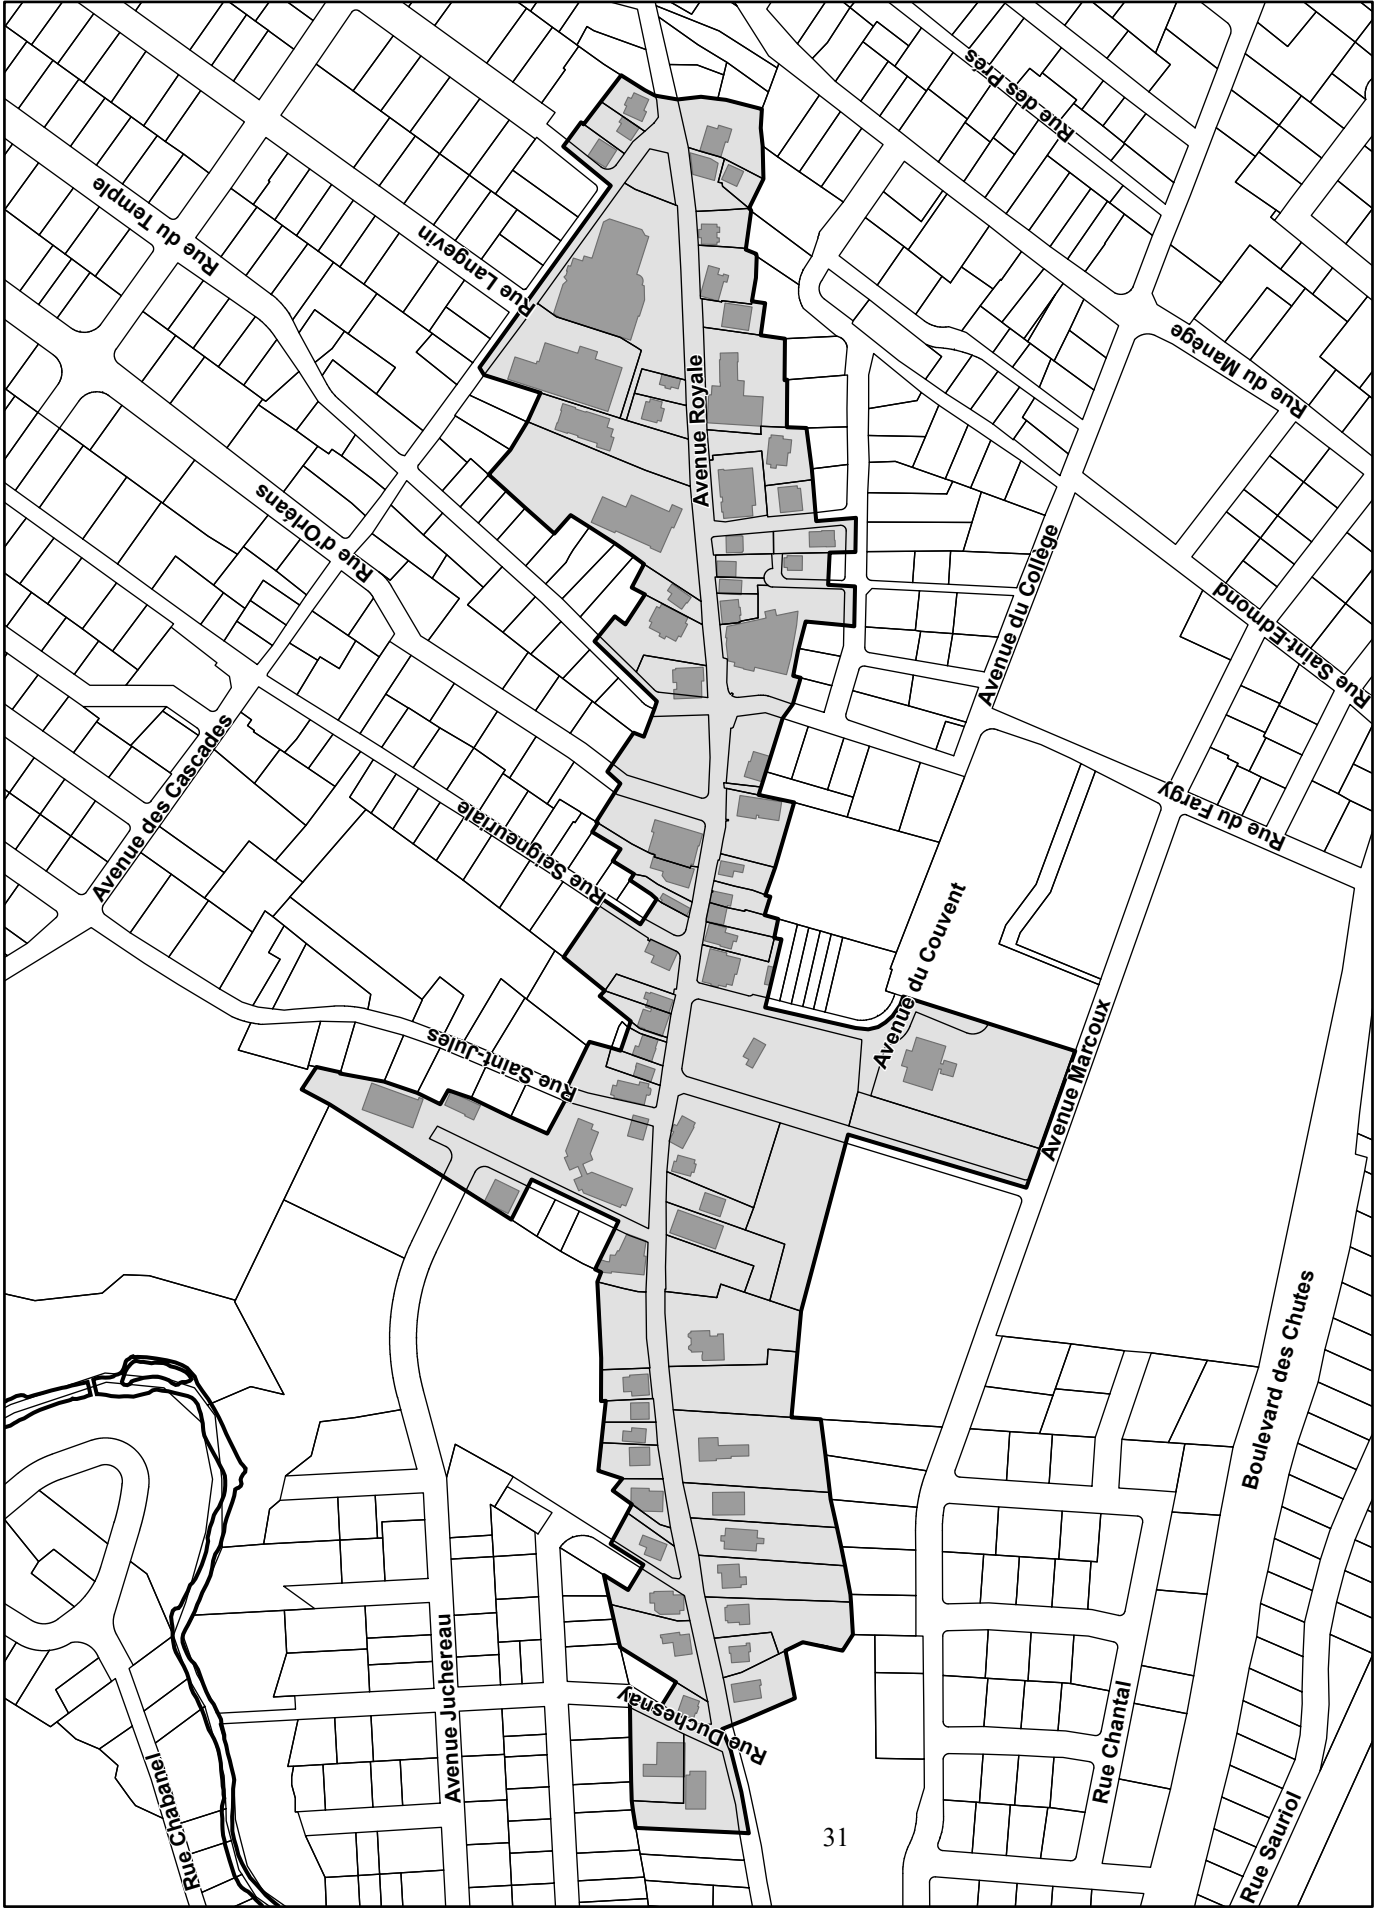 Rue des Prés
Rue du Temple
Rue Langevin
Rue du Manège
Avenue Royale
Rue d'Orléans
Avenue du Collège
Rue Saint-Edmond
Avenue des Cascades
Rue Seigneuriale
Rue du Fargy
Avenue du Couvent
Rue Saint-Jules
Avenue Marcoux
Boulevard des Chutes
Avenue Juchereau
Rue Duchesnay
Rue Chantal
Rue Chabanel
Rue Sauriol
31